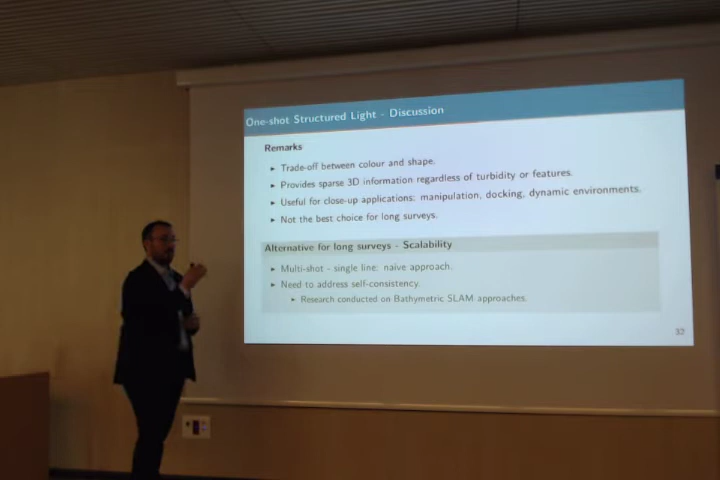 One-shot Structured Light - Discussion
Remarks
Trade-off between colour and shape.
Provides sparse 3D information regardless of turbidity or features.
Useful for close-up applications: manipulation, docking, dynamic environments.
Not the best choice for long surveys.
Alternative for long surveys - Scalability
Multi-shot - single line: naive approach.
Need to address self-consistency.
Research conducted on Bathymetric SLAM approaches.
32